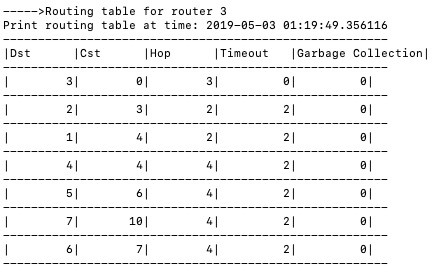 ----->Routing table for router 3
Print routing table at time: 2019-05-03 01:19:49.356116
-------------------------------------------------------
|Dst      |Cst      |Hop      |Timeout   |Garbage Collection|
-------------------------------------------------------
|        3|        0|        3|         0|         0|
-------------------------------------------------------
|        2|        3|        2|         2|         0|
-------------------------------------------------------
|        1|        4|        2|         2|         0|
-------------------------------------------------------
|        4|        4|        4|         2|         0|
-------------------------------------------------------
|        5|        6|        4|         2|         0|
-------------------------------------------------------
|        7|       10|        4|         2|         0|
-------------------------------------------------------
|        6|        7|        4|         2|         0|
-------------------------------------------------------